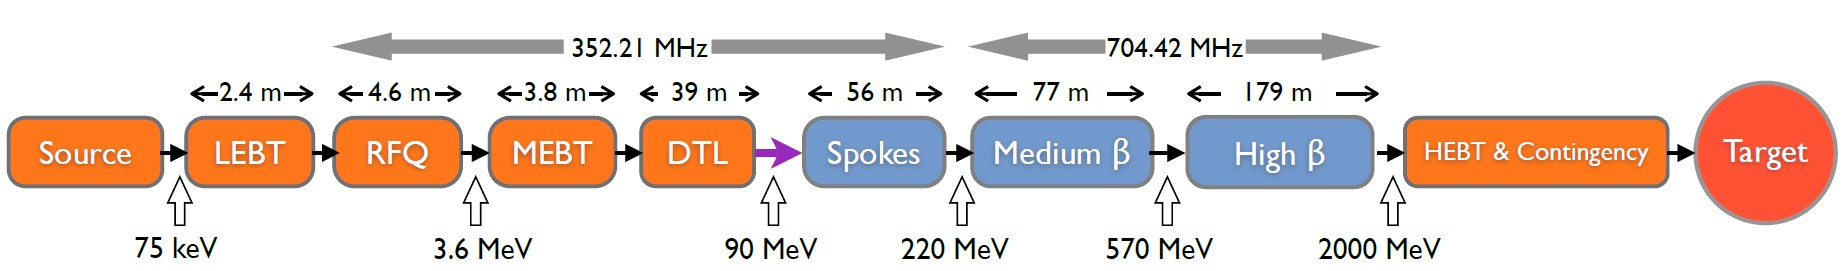 352.21 MHz 704.42 MHz
2.4 m 4.6 m 3.8 m 39 m 56 m 77 m 179 m
Source LEBT RFQ MEBT DTL Spokes Medium β High β HEBT & Contingency Target
75 keV 3.6 MeV 90 MeV 220 MeV 570 MeV 2000 MeV